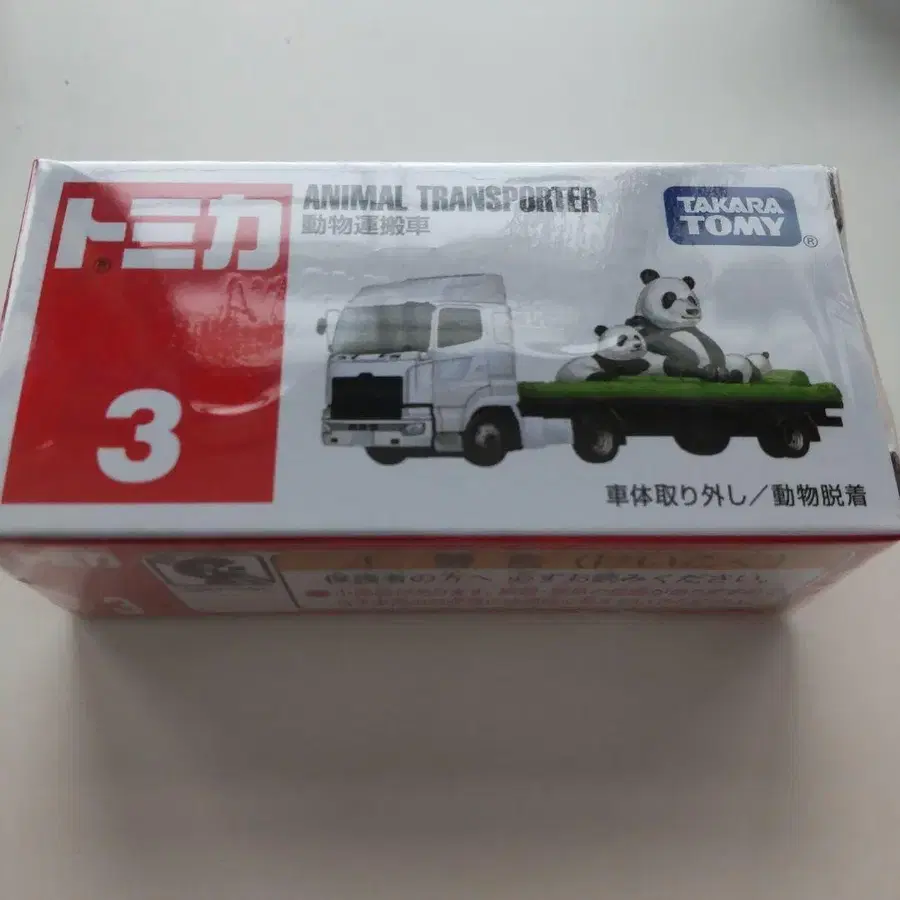 トミカ
®
3
ANIMAL TRANSPORTER
動物運搬車
TAKARA
TOMY
®
車体取り外し/動物脱着
3
保護者の方へ 必ずお読みください。